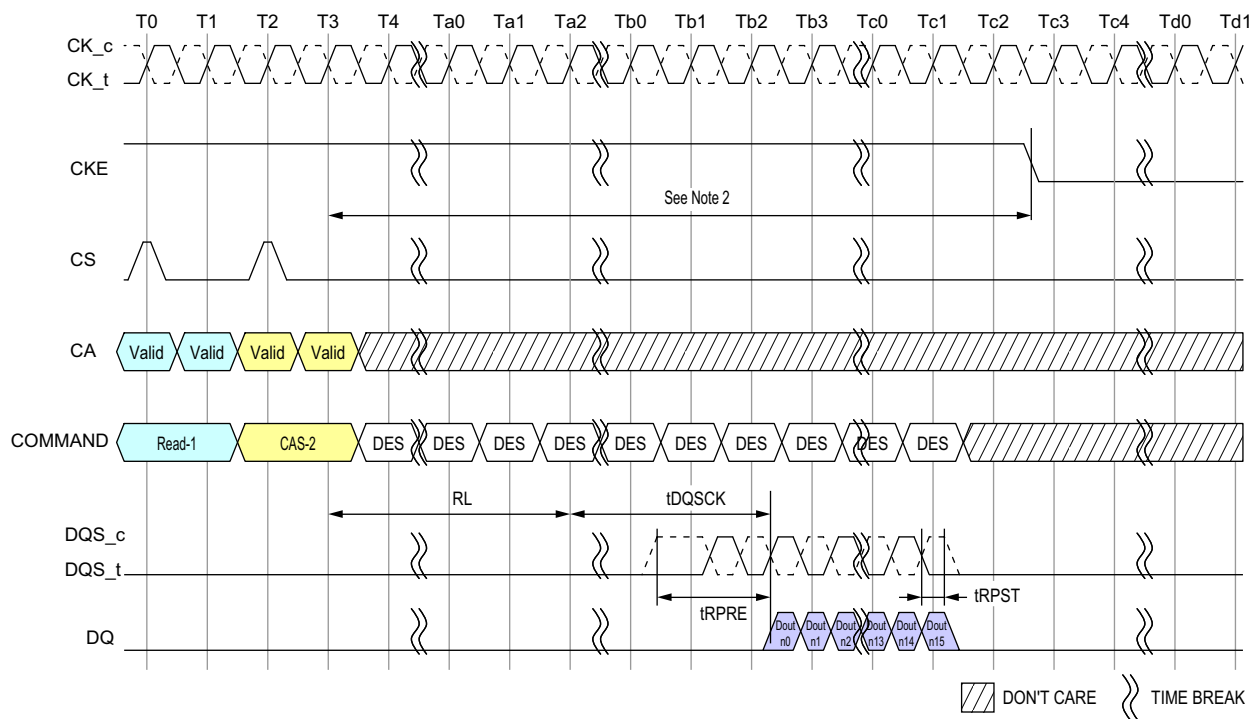 T0 T1 T2 T3 T4 Ta0 Ta1 Ta2 Tb0 Tb1 Tb2 Tb3 Tc0 Tc1 Tc2 Tc3 Tc4 Td0 Td1
CK_c
CK_t
CKE
See Note 2
CS
CA Valid Valid Valid Valid
COMMAND Read-1 CAS-2 DES DES DES DES DES DES DES DES DES DES
RL tDQSCK
DQS_c
DQS_t
tRPRE tRPST
DQ Dout n0 Dout n1 Dout n2 Dout n13 Dout n14 Dout n15
DON'T CARE TIME BREAK